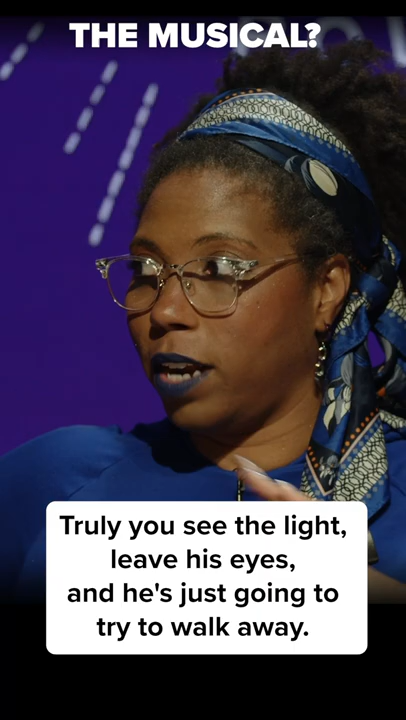 THE MUSICAL?
Truly you see the light,
leave his eyes,
and he's just going to
try to walk away.